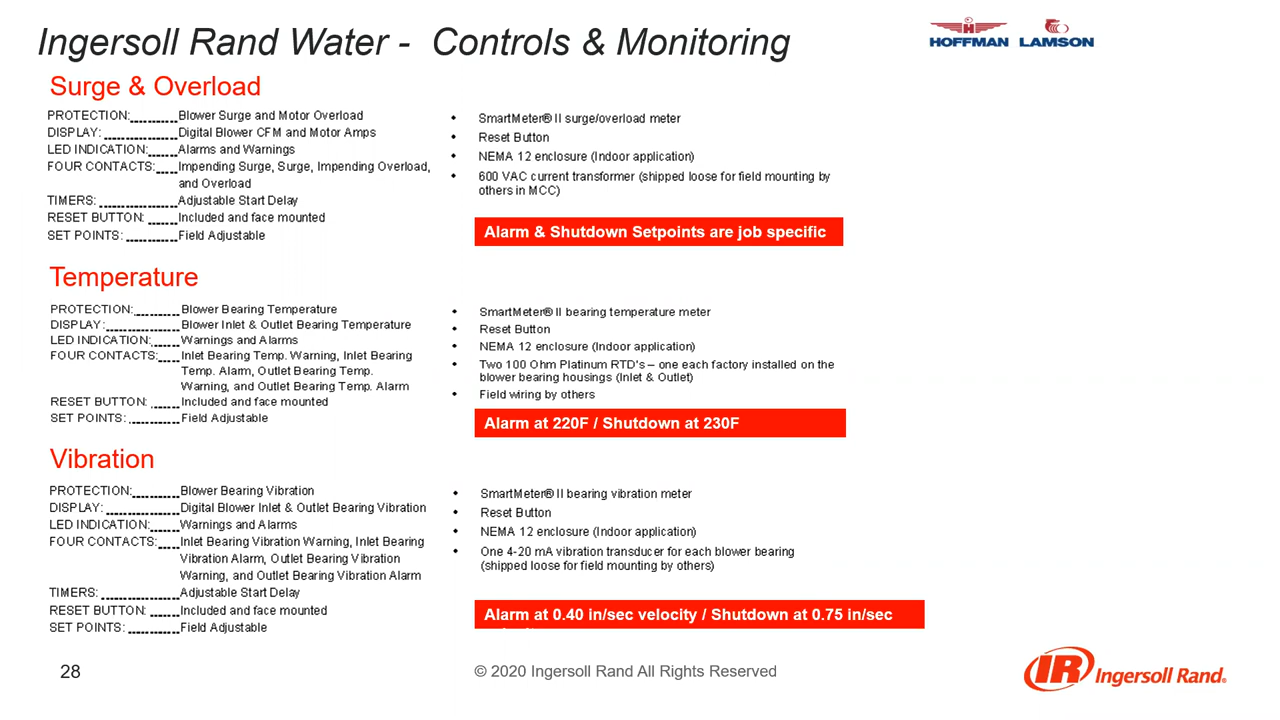 Ingersoll Rand Water - Controls & Monitoring
HOFFMAN LAMSON
Surge & Overload
PROTECTION: Blower Surge and Motor Overload
DISPLAY: Digital Blower CFM and Motor Amps
LED INDICATION: Alarms and Warnings
FOUR CONTACTS: Impending Surge, Surge, Impending Overload,
and Overload
TIMERS: Adjustable Start Delay
RESET BUTTON: Included and face mounted
SET POINTS: Field Adjustable
• SmartMeter® II surge/overload meter
• Reset Button
• NEMA 12 enclosure (Indoor application)
• 600 VAC current transformer (shipped loose for field mounting by
others in MCC)
Alarm & Shutdown Setpoints are job specific
Temperature
PROTECTION: Blower Bearing Temperature
DISPLAY: Blower Inlet & Outlet Bearing Temperature
LED INDICATION: Warnings and Alarms
FOUR CONTACTS: Inlet Bearing Temp. Warning, Inlet Bearing
Temp. Alarm, Outlet Bearing Temp.
Warning, and Outlet Bearing Temp. Alarm
RESET BUTTON: Included and face mounted
SET POINTS: Field Adjustable
• SmartMeter® II bearing temperature meter
• Reset Button
• NEMA 12 enclosure (Indoor application)
• Two 100 Ohm Platinum RTD's – one each factory installed on the
blower bearing housings (Inlet & Outlet)
• Field wiring by others
Alarm at 220F / Shutdown at 230F
Vibration
PROTECTION: Blower Bearing Vibration
DISPLAY: Digital Blower Inlet & Outlet Bearing Vibration
LED INDICATION: Warnings and Alarms
FOUR CONTACTS: Inlet Bearing Vibration Warning, Inlet Bearing
Vibration Alarm, Outlet Bearing Vibration
Warning, and Outlet Bearing Vibration Alarm
TIMERS: Adjustable Start Delay
RESET BUTTON: Included and face mounted
SET POINTS: Field Adjustable
• SmartMeter® II bearing vibration meter
• Reset Button
• NEMA 12 enclosure (Indoor application)
• One 4-20 mA vibration transducer for each blower bearing
(shipped loose for field mounting by others)
Alarm at 0.40 in/sec velocity / Shutdown at 0.75 in/sec
28
© 2020 Ingersoll Rand All Rights Reserved
IR Ingersoll Rand®